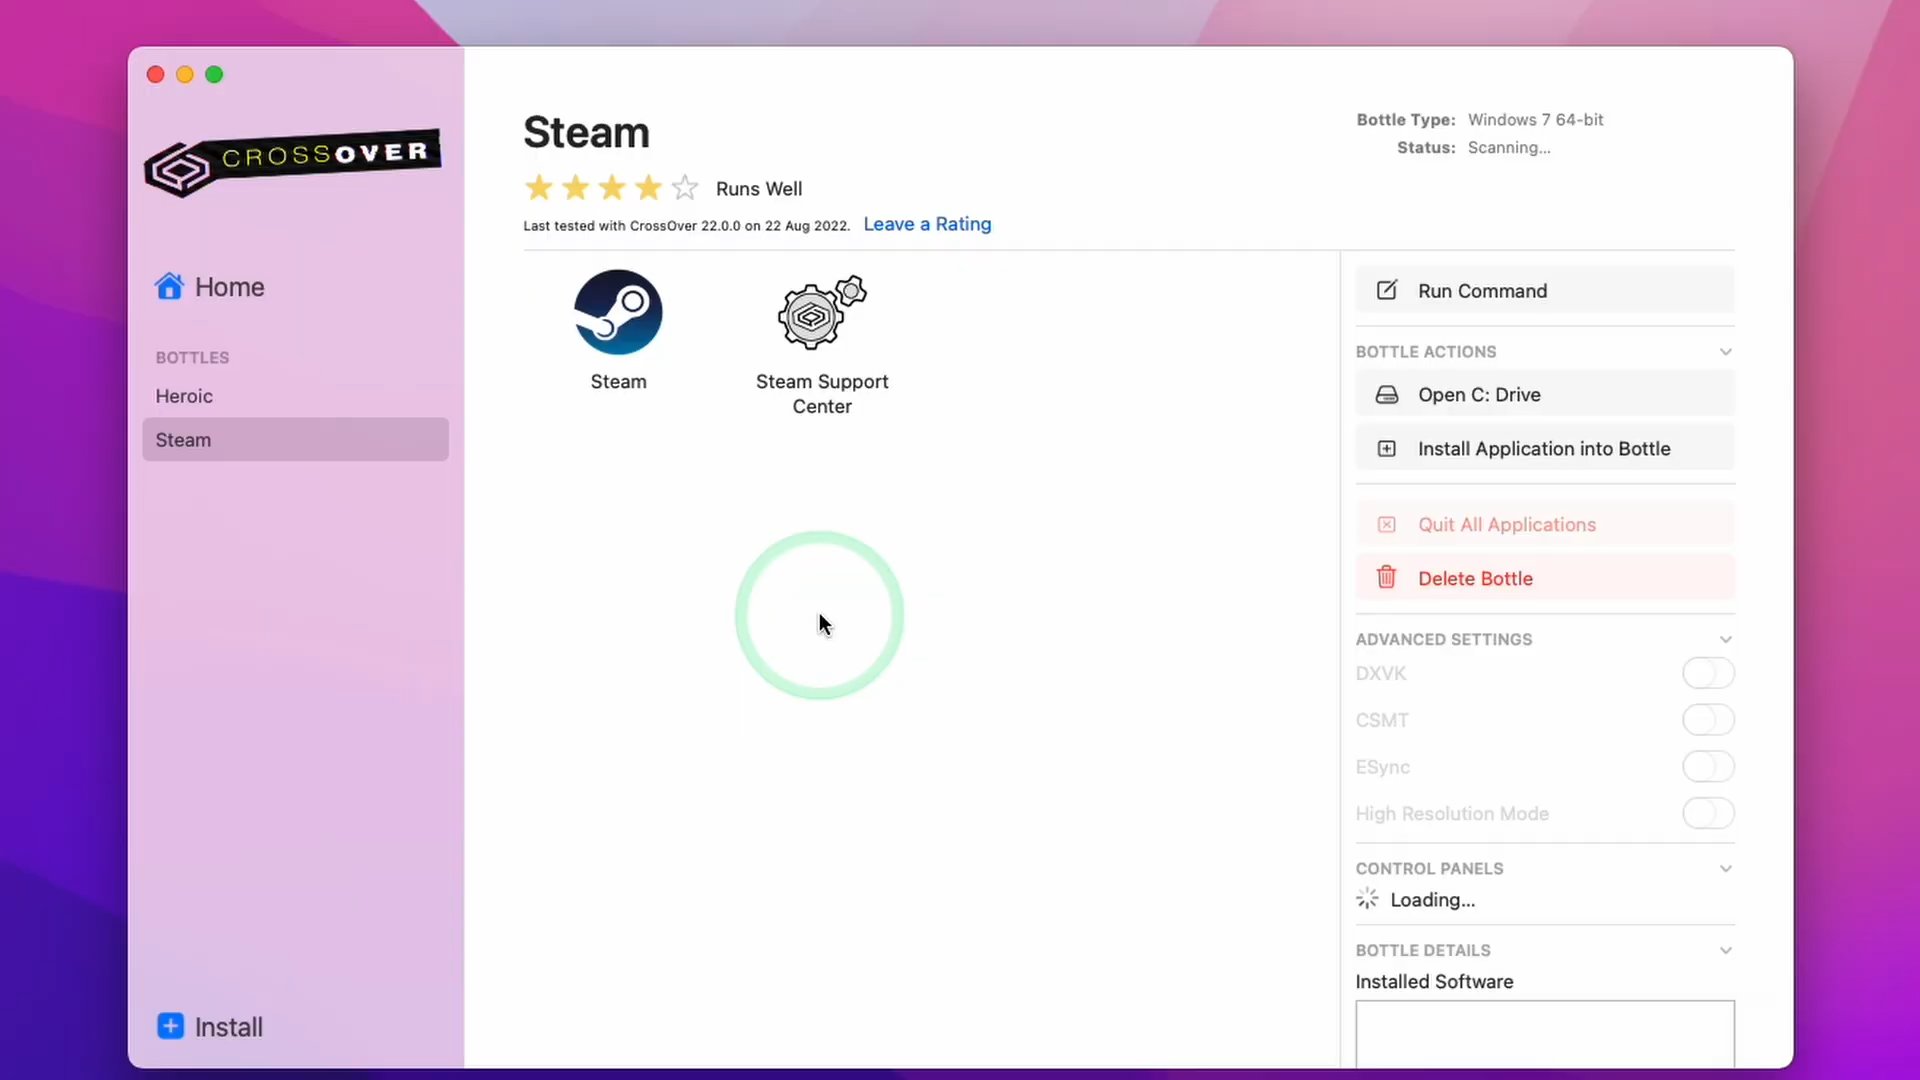 CROSSOVER
Home
BOTTLES
Heroic
Steam
Install
Steam
Runs Well
Last tested with CrossOver 22.0.0 on 22 Aug 2022. Leave a Rating
Steam
Steam Support
Center
Bottle Type: Windows 7 64-bit
Status: Scanning...
Run Command
BOTTLE ACTIONS
Open C: Drive
Install Application into Bottle
Quit All Applications
Delete Bottle
ADVANCED SETTINGS
DXVK
CSMT
ESync
High Resolution Mode
CONTROL PANELS
Loading...
BOTTLE DETAILS
Installed Software